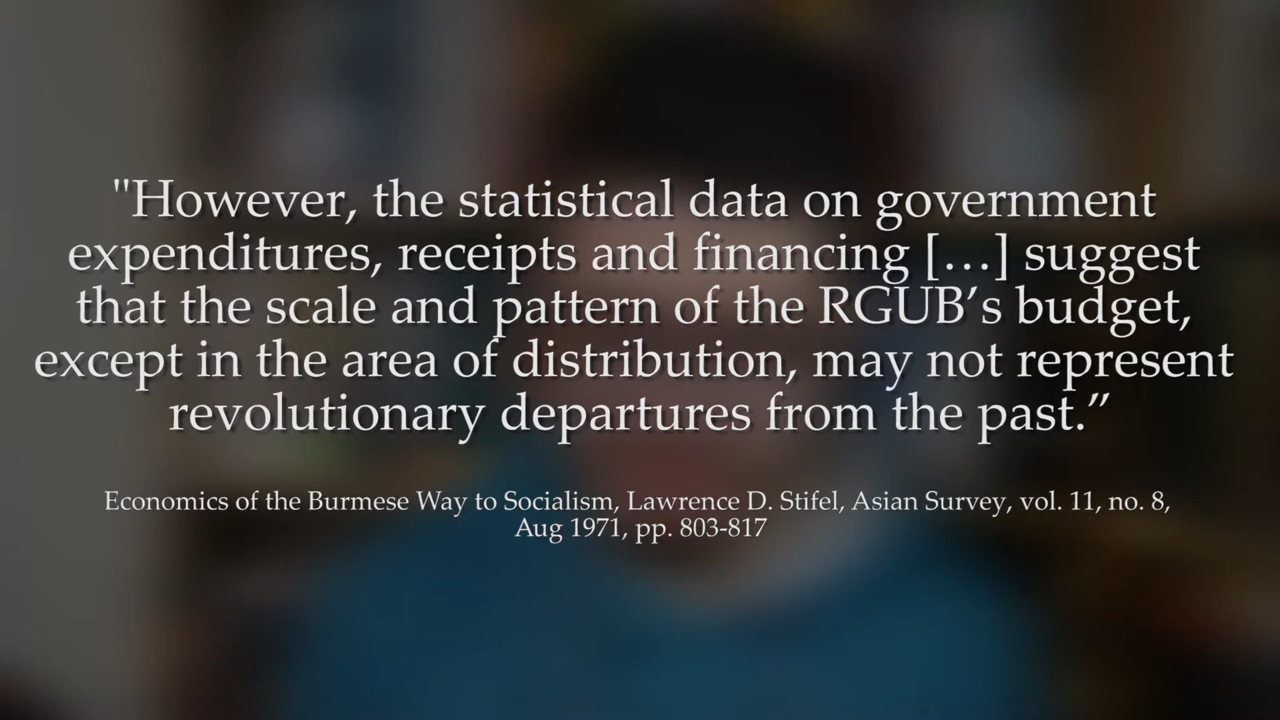 "However, the statistical data on government
expenditures, receipts and financing […] suggest
that the scale and pattern of the RGUB’s budget,
except in the area of distribution, may not represent
revolutionary departures from the past.”
Economics of the Burmese Way to Socialism, Lawrence D. Stifel, Asian Survey, vol. 11, no. 8,
Aug 1971, pp. 803-817